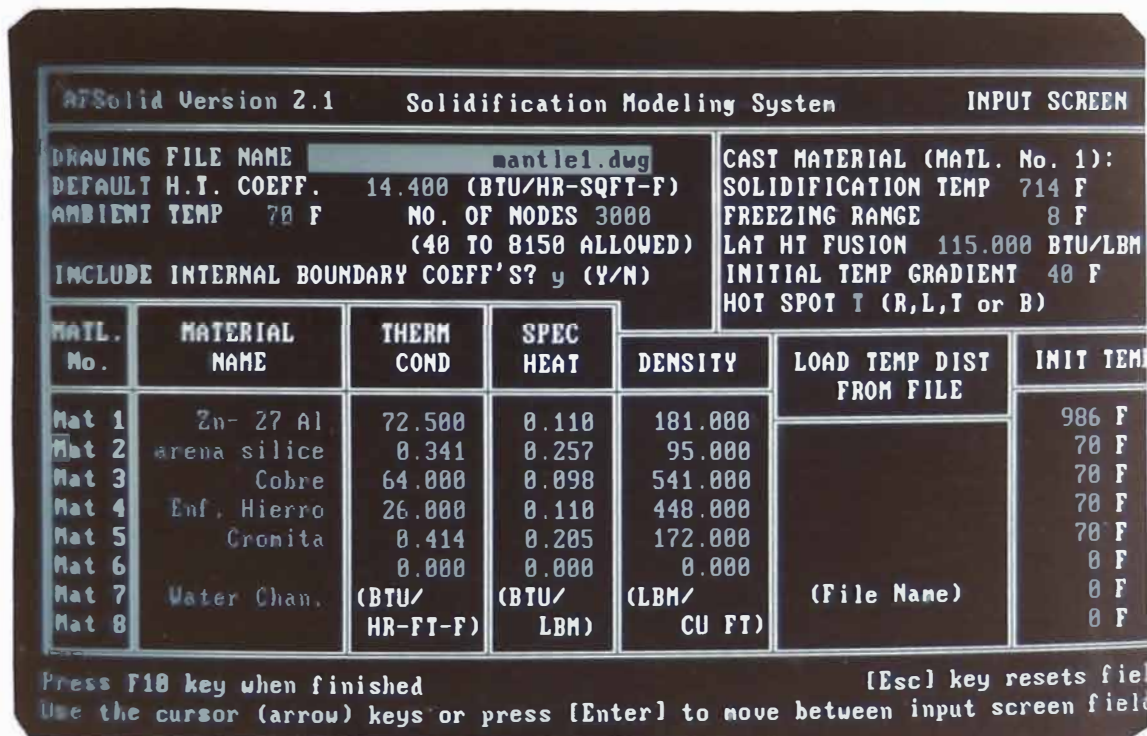 AFSolid Version 2.1 Solidification Modeling System INPUT SCREEN
DRAWING FILE NAME mantle1.dwg
DEFAULT H.T. COEFF. 14.400 (BTU/HR-SQFT-F)
AMBIENT TEMP 70 F NO. OF NODES 3000
(40 TO 8150 ALLOWED)
INCLUDE INTERNAL BOUNDARY COEFF'S? y (Y/N)
CAST MATERIAL (MATL. No. 1):
SOLIDIFICATION TEMP 714 F
FREEZING RANGE 8 F
LAT HT FUSION 115.000 BTU/LBM
INITIAL TEMP GRADIENT 40 F
HOT SPOT T (R,L,T or B)
MATL. MATERIAL THERM SPEC
No. NAME COND HEAT DENSITY LOAD TEMP DIST INIT TEM
FROM FILE
Mat 1 Zn- 27 Al 72.500 0.110 181.000 986 F
Mat 2 arena silice 0.341 0.257 95.000 70 F
Mat 3 Cobre 64.000 0.098 541.000 70 F
Mat 4 Enf. Hierro 26.000 0.110 448.000 70 F
Mat 5 Cromita 0.414 0.205 172.000 70 F
Mat 6 0.000 0.000 0.000 0 F
Mat 7 Water Chan. (BTU/ (BTU/ (LBM/ (File Name) 0 F
Mat 8 HR-FT-F) LBM) CU FT) 0 F
Press F10 key when finished [Esc] key resets fiel
Use the cursor (arrow) keys or press [Enter] to move between input screen field